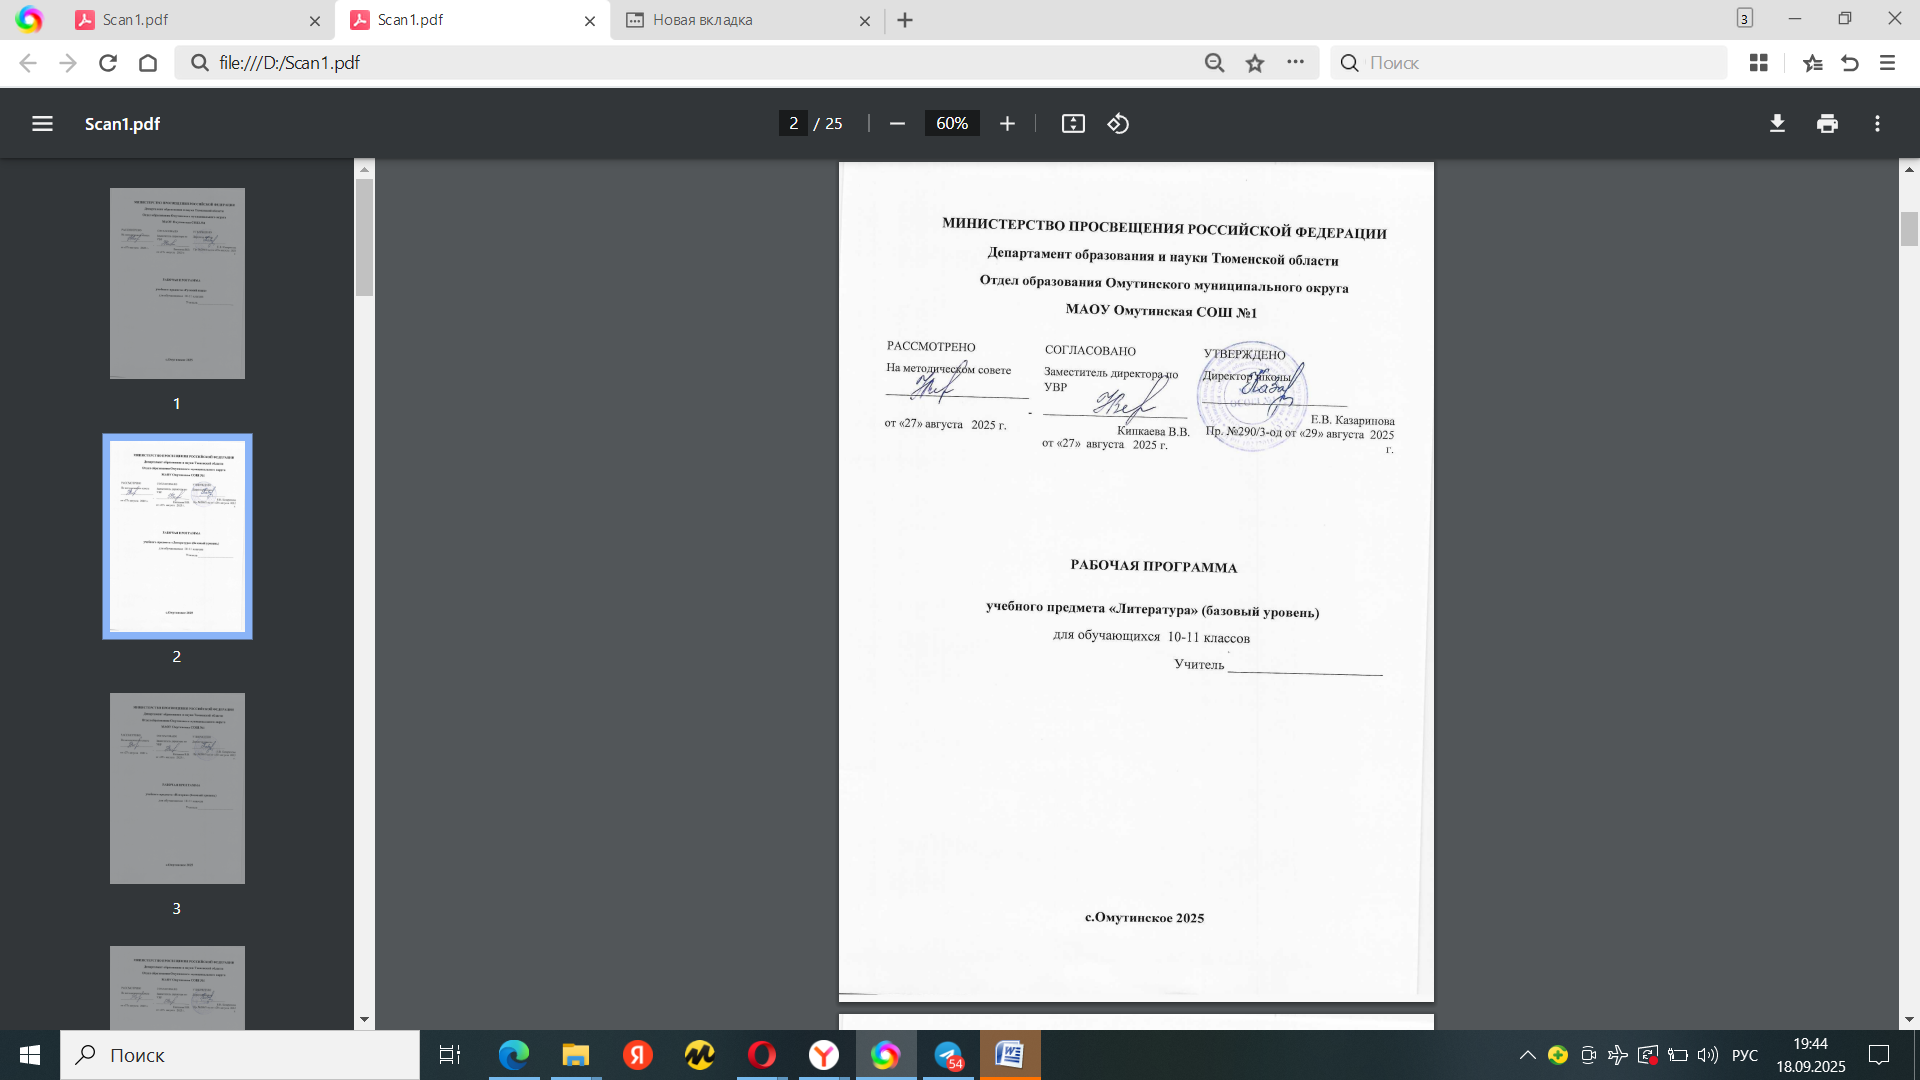 Scan1.pdf
Scan1.pdf
Новая вкладка
3
file:///D:/Scan1.pdf
Поиск
Scan1.pdf
2 / 25
60%
МИНИСТЕРСТВО ПРОСВЕЩЕНИЯ РОССИЙСКОЙ ФЕДЕРАЦИИ
Департамент образования и науки Тюменской области
Отдел образования Омутинского муниципального округа
МАОУ Омутинская СОШ №1
РАССМОТРЕНО
На методическом совете
от «27» августа 2025 г.
СОГЛАСОВАНО
Заместитель директора по
УВР
Кипкаева В.В.
от «27» августа 2025 г.
УТВЕРЖДЕНО
Директор школы
Е.В. Казаринова
Пр. №290/3-од от «29» августа 2025
г.
РАБОЧАЯ ПРОГРАММА
учебного предмета «Литература» (базовый уровень)
для обучающихся 10-11 классов
Учитель
с.Омутинское 2025
1
2
3
Поиск
54
РУС
19:44
18.09.2025